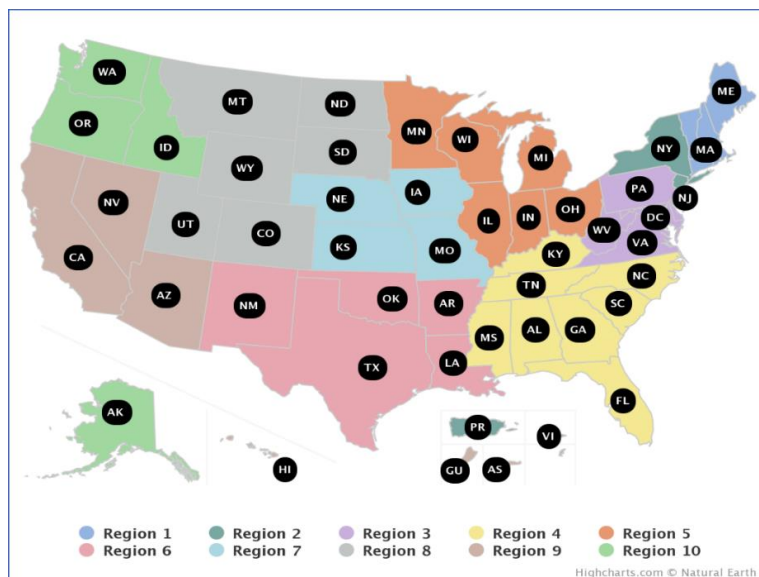 WA
MT
ND
ME
OR
MN
ID
WI
SD
MI
NY
MA
WY
NE
IA
PA
NJ
NV
UT
CO
IL
IN
OH
WV
DC
VA
CA
KS
MO
KY
NC
AZ
NM
OK
AR
TN
SC
MS
AL
GA
TX
LA
FL
AK
HI
PR
VI
GU
AS
Region 1 Region 2 Region 3 Region 4 Region 5
Region 6 Region 7 Region 8 Region 9 Region 10
Highcharts.com © Natural Earth